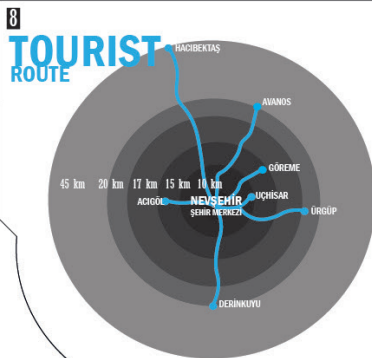 8
TOURIST
ROUTE
HACIBEKTAŞ
AVANOS
GÖREME
45 km 20 km 17 km 15 km 10 km
UÇHİSAR
ACIGÖL
NEVŞEHİR
ŞEHİR MERKEZİ
ÜRGÜP
DERİNKUYU